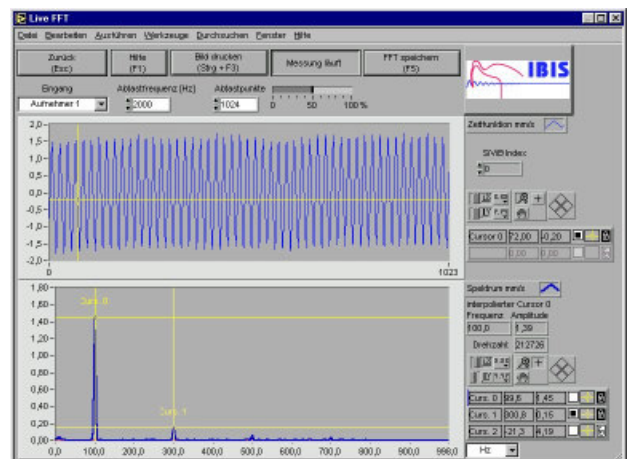 Live FFT
Datei Bearbeiten Ausführen Werkzeuge Durchsuchen Fenster Hilfe
Zurück (Esc)
Hilfe (F1)
Bild drucken (Strg + F3)
Messung läuft
FFT speichern (F5)
IBIS
Eingang
Abtastfrequenz (Hz)
Abtastpunkte
Aufnehmer 1
2000
1024
0 50 100 %
Zeitfunktion mm/s
2,0
1,5
1,0
0,5
0,0
-0,5
-1,0
-1,5
-2,0
0 1023
Index
0
Cursor 0 72,00 -0,20
0,00 0,00
Spektrum mm/s
interpolierter Cursor 0
Frequenz Amplitude
100,0 1,39
Drehzahl 212726
1,80
1,60
1,40
1,20
1,00
0,80
0,60
0,40
0,20
0,00
Curs. 0
Curs. 1
0,0 100,0 200,0 300,0 400,0 500,0 600,0 700,0 800,0 998,0
Curs. 0 99,6 1,45
Curs. 1 300,8 0,15
Curs. 2 -21,3 4,19
Hz